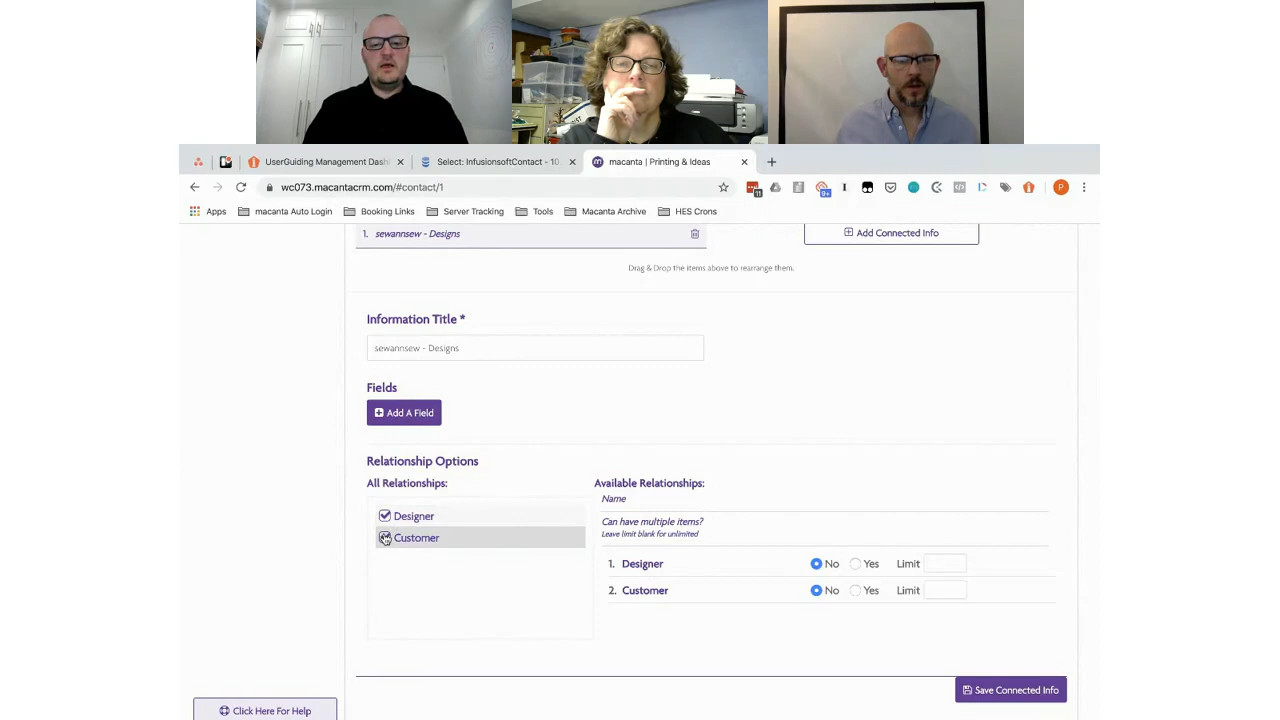 UserGuiding Management Dash
Select: InfusionsoftContact - 10.
macanta | Printing & Ideas
wc073.macantacrm.com/#contact/1
11
9+
P
Apps
macanta Auto Login
Booking Links
Server Tracking
Tools
Macanta Archive
HES Crons
1. sewannsew - Designs
Add Connected Info
Drag & Drop the items above to rearrange them.
Information Title *
sewannsew - Designs
Fields
Add A Field
Relationship Options
All Relationships:
Available Relationships:
Name
Designer
Can have multiple items?
Leave limit blank for unlimited
Customer
1. Designer No Yes Limit
2. Customer No Yes Limit
Save Connected Info
Click Here For Help